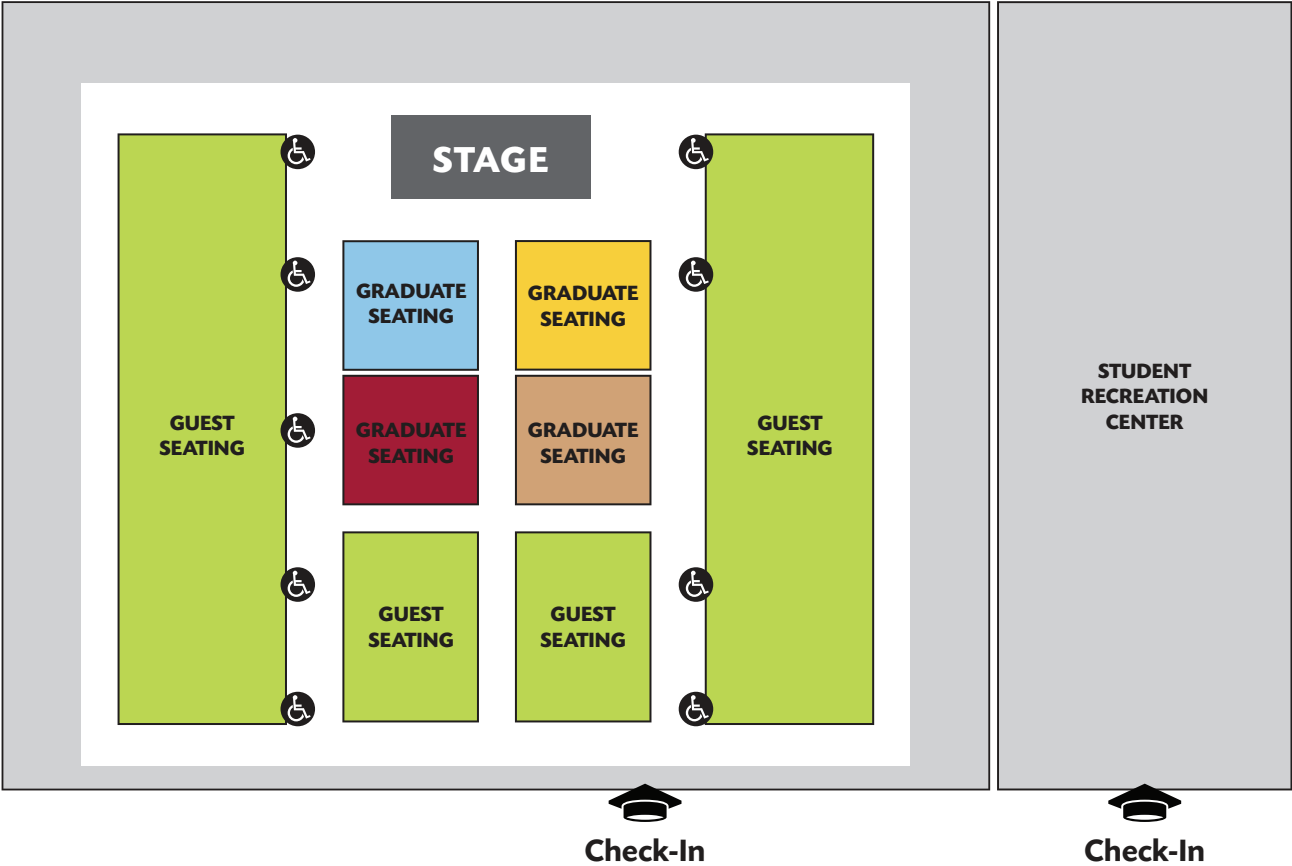 STAGE
GRADUATE
SEATING
GRADUATE
SEATING
GUEST
SEATING
GRADUATE
SEATING
GRADUATE
SEATING
GUEST
SEATING
STUDENT
RECREATION
CENTER
GUEST
SEATING
GUEST
SEATING
Check-In
Check-In